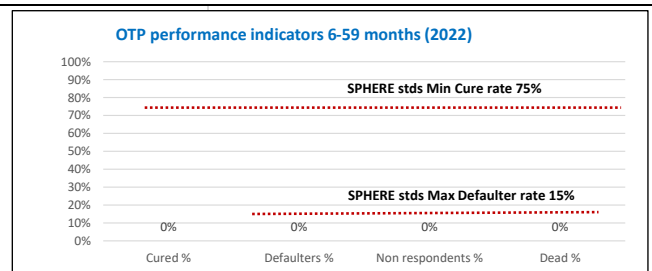 OTP performance indicators 6-59 months (2022)
100%
90%
80%
70%
60%
50%
40%
30%
20%
10%
0%
SPHERE stds Min Cure rate 75%
SPHERE stds Max Defaulter rate 15%
0% 0% 0% 0%
Cured % Defaulters % Non respondents % Dead %